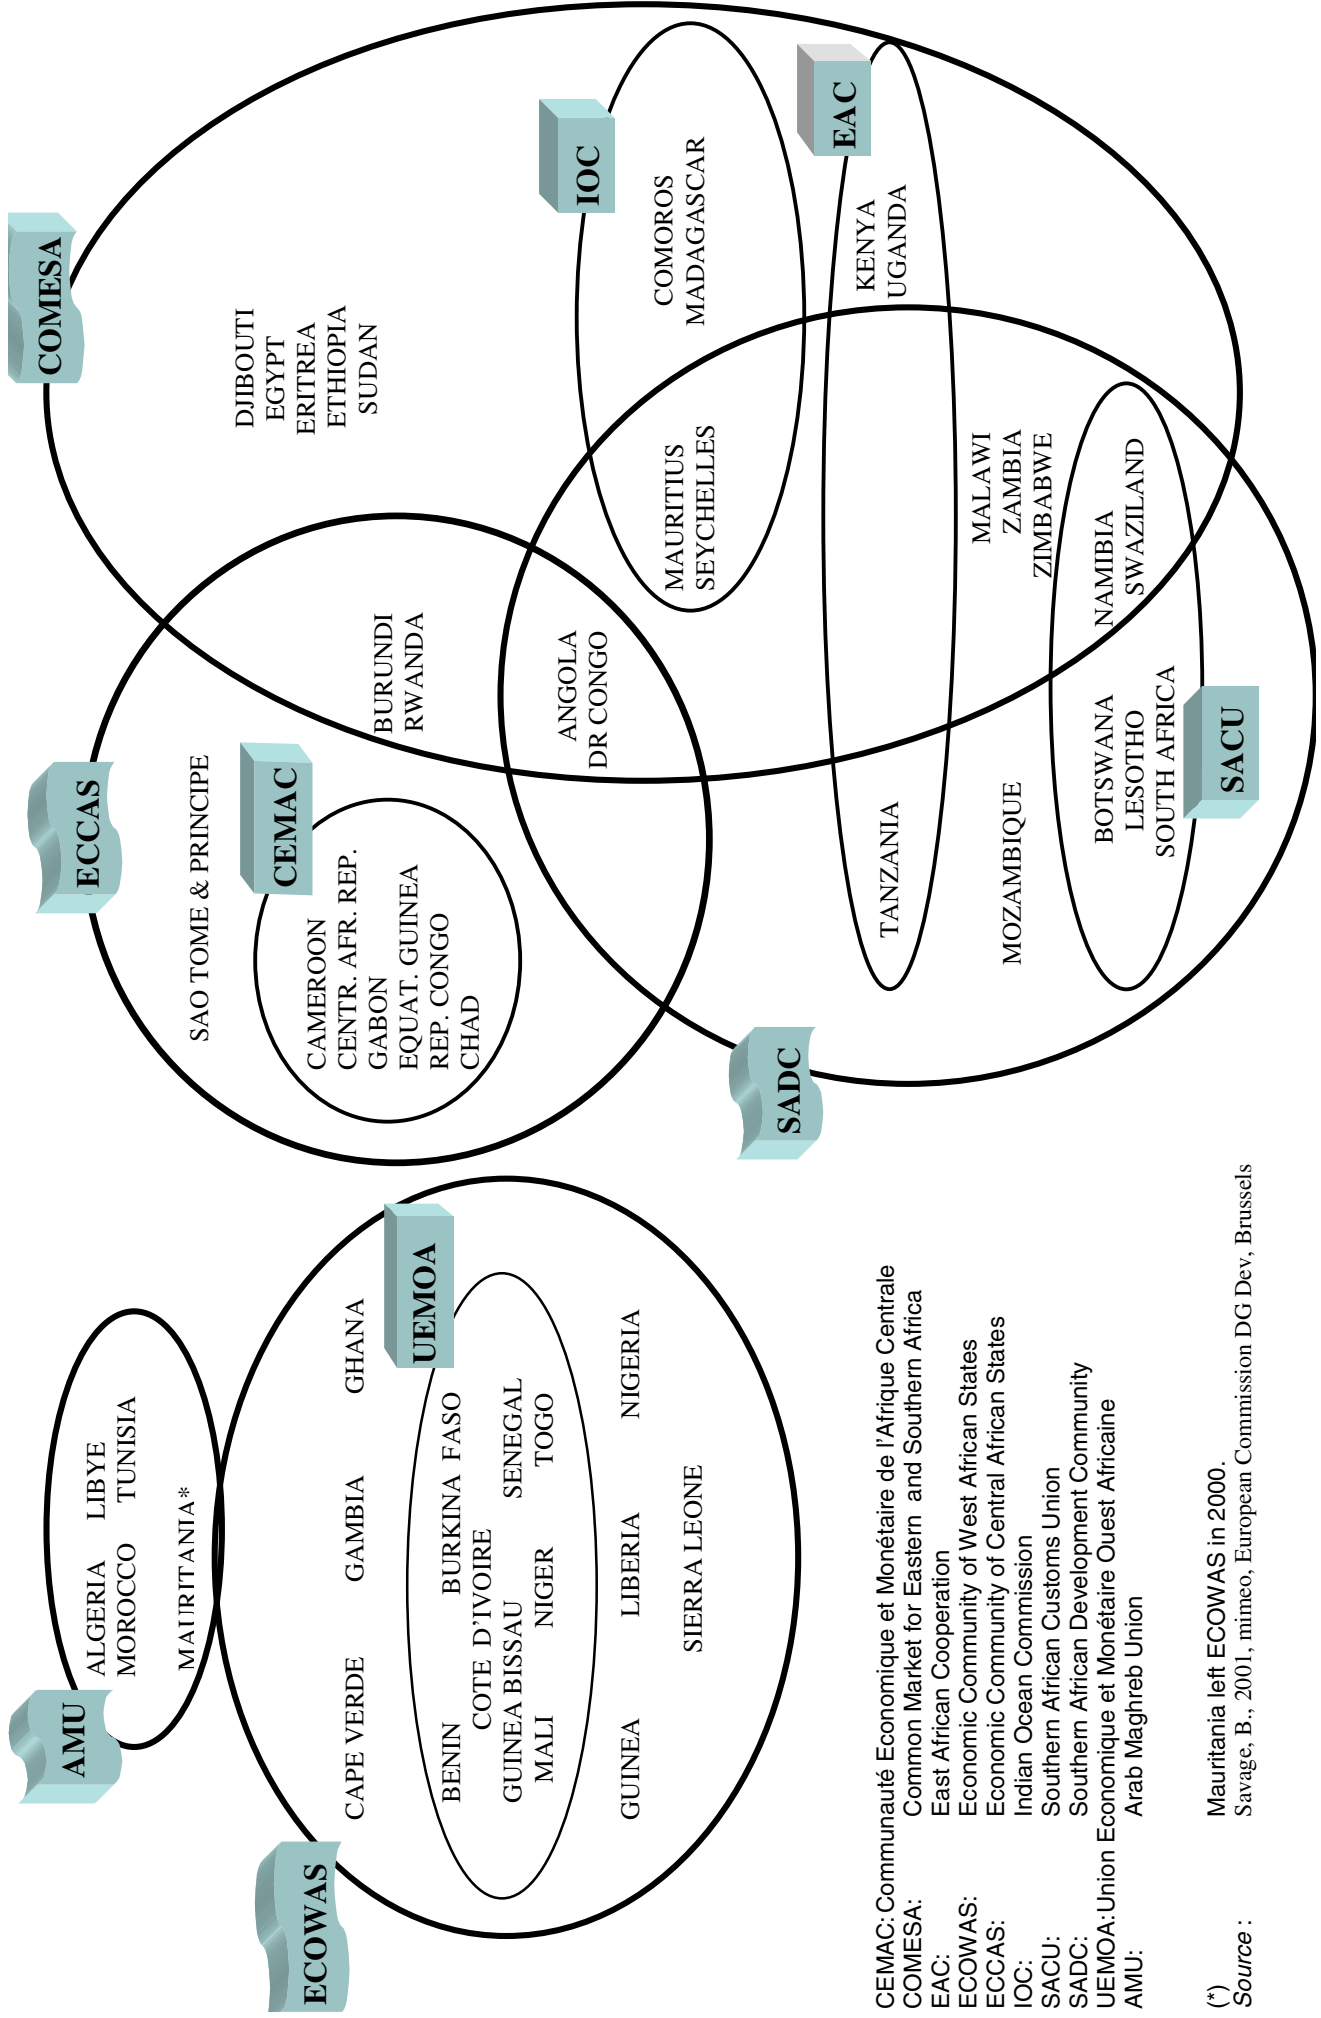 AMU
ALGERIA LIBYE
MOROCCO TUNISIA
MAURITANIA*
ECOWAS
CAPE VERDE GAMBIA GHANA
UEMOA
BENIN BURKINA FASO
COTE D'IVOIRE
GUINEA BISSAU SENEGAL
MALI NIGER TOGO
GUINEA LIBERIA NIGERIA
SIERRA LEONE
ECCAS
SAO TOME & PRINCIPE
CEMAC
CAMEROON
CENTR. AFR. REP.
GABON
EQUAT. GUINEA
REP. CONGO
CHAD
BURUNDI
RWANDA
COMESA
DJIBOUTI
EGYPT
ERITREA
ETHIOPIA
SUDAN
ANGOLA
DR CONGO
IOC
MAURITIUS
SEYCHELLES
COMOROS
MADAGASCAR
EAC
TANZANIA
KENYA
UGANDA
SADC
MOZAMBIQUE
MALAWI
ZAMBIA
ZIMBABWE
BOTSWANA
LESOTHO
SOUTH AFRICA
NAMIBIA
SWAZILAND
SACU
CEMAC: Communauté Economique et Monétaire de l'Afrique Centrale
COMESA: Common Market for Eastern and Southern Africa
EAC: East African Cooperation
ECOWAS: Economic Community of West African States
ECCAS: Economic Community of Central African States
IOC: Indian Ocean Commission
SACU: Southern African Customs Union
SADC: Southern African Development Community
UEMOA: Union Economique et Monétaire Ouest Africaine
AMU: Arab Maghreb Union
(*) Mauritania left ECOWAS in 2000.
Source : Savage, B., 2001, mimeo, European Commission DG Dev, Brussels